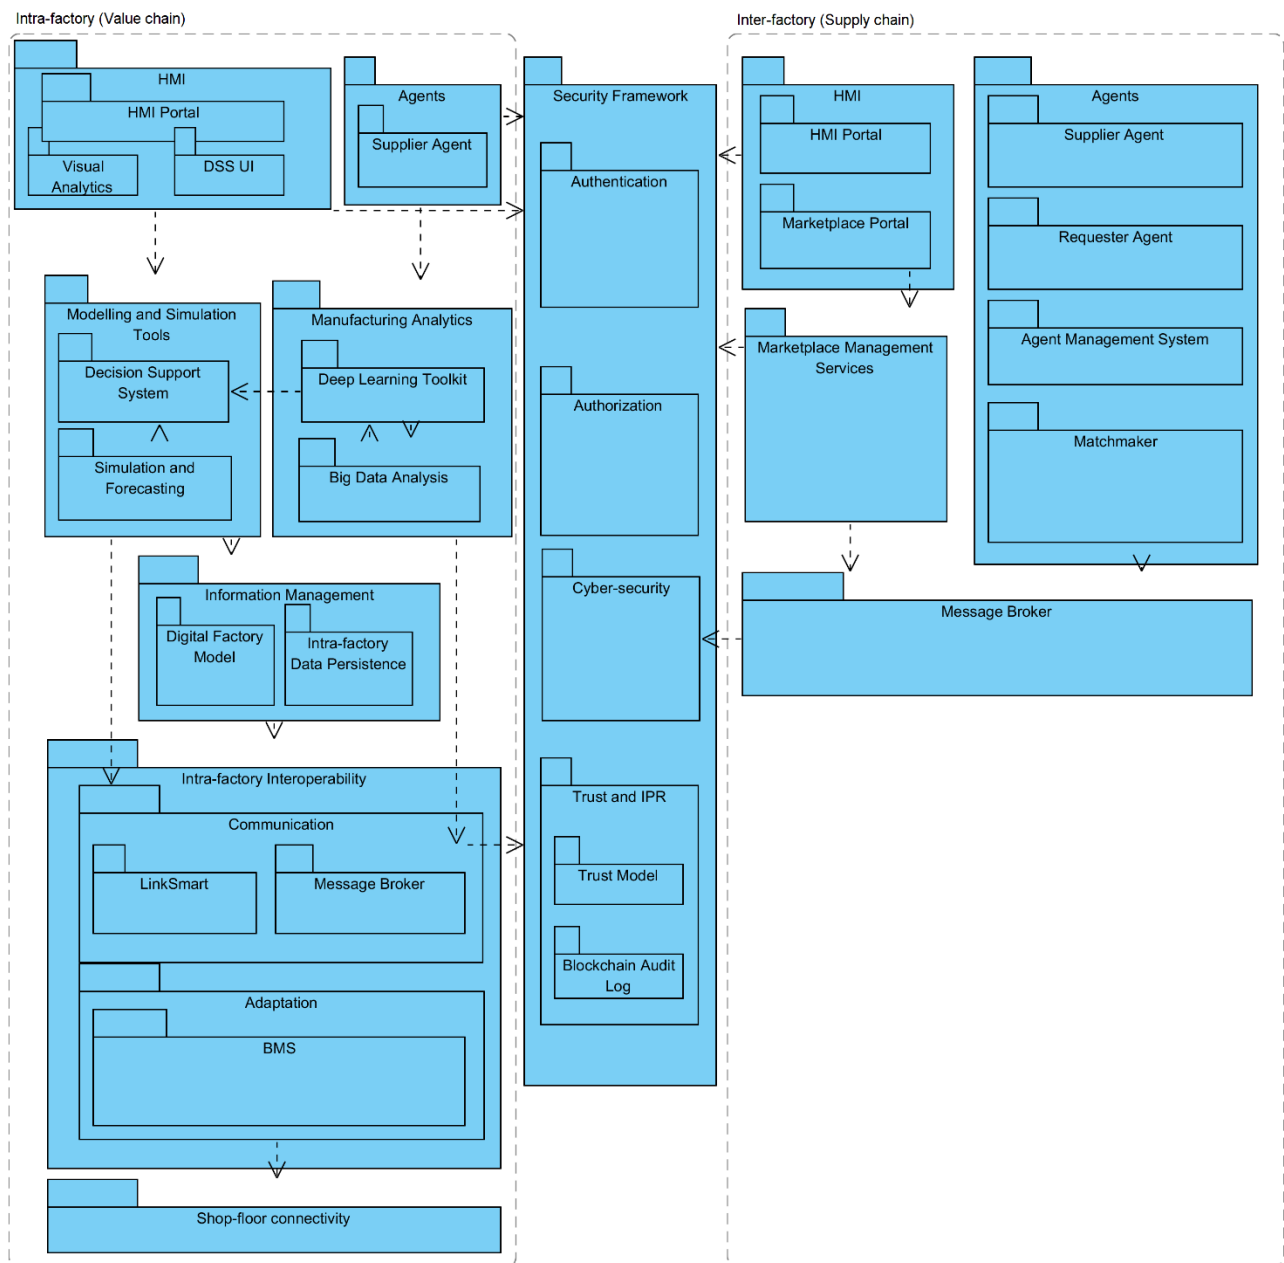 Intra-factory (Value chain)
HMI
HMI Portal
Visual
Analytics
DSS UI
Agents
Supplier Agent
Modelling and Simulation
Tools
Decision Support
System
Simulation and
Forecasting
Manufacturing Analytics
Deep Learning Toolkit
Big Data Analysis
Information Management
Digital Factory
Model
Intra-factory
Data Persistence
Intra-factory Interoperability
Communication
LinkSmart
Message Broker
Adaptation
BMS
Shop-floor connectivity
Security Framework
Authentication
Authorization
Cyber-security
Trust and IPR
Trust Model
Blockchain Audit
Log
Inter-factory (Supply chain)
HMI
HMI Portal
Marketplace Portal
Marketplace Management
Services
Agents
Supplier Agent
Requester Agent
Agent Management System
Matchmaker
Message Broker